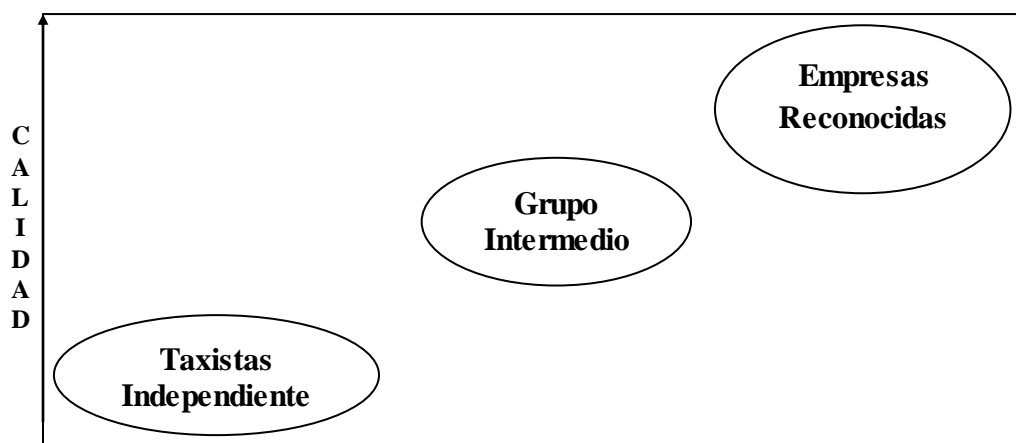 Empresas
Reconocidas
C
A
L
I
D
A
D
Grupo
Intermedio
Taxistas
Independiente